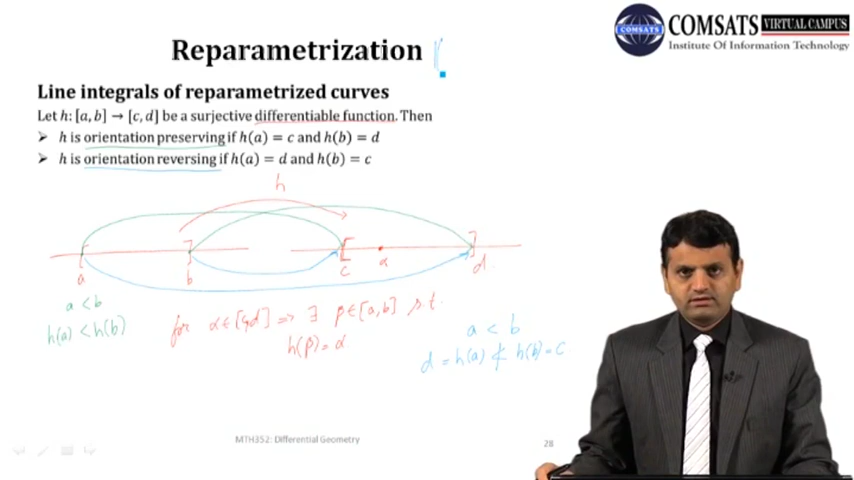 Reparametrization
COMSATS VIRTUAL CAMPUS
Institute Of Information Technology
COMSATS
Line integrals of reparametrized curves
Let h: [a, b] → [c, d] be a surjective differentiable function. Then
➢ h is orientation preserving if h(a) = c and h(b) = d
➢ h is orientation reversing if h(a) = d and h(b) = c
h
a b c α d
a < b
h(a) < h(b)
for α ∈ [c,d] => ∃ β ∈ [a,b] s.t.
h(β) = α
a < b
d = h(a) ≮ h(b) = c
MTH352: Differential Geometry
28